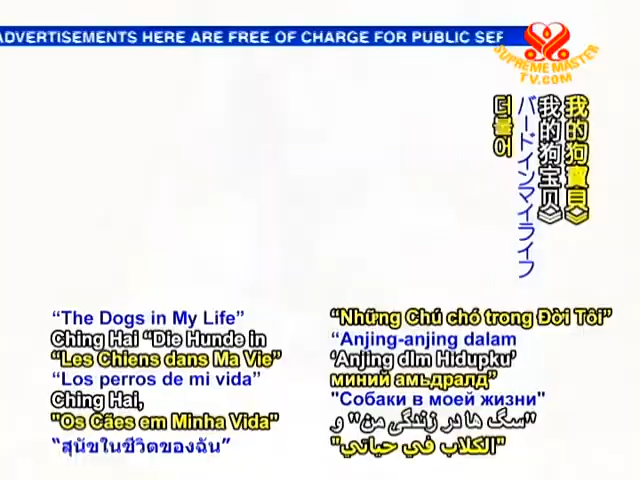 ADVERTISEMENTS HERE ARE FREE OF CHARGE FOR PUBLIC SER
SUPREME MASTER
TV.COM
我的狗寶貝》
我的狗宝贝》
バードインマイライフ
더불어
“The Dogs in My Life”
Ching Hai “Die Hunde in
“Les Chiens dans Ma Vie”
“Los perros de mi vida”
Ching Hai,
"Os Cães em Minha Vida"
“สุนัขในชีวิตของฉัน”
“Những Chú chó trong Đời Tôi”
“Anjing-anjing dalam
‘Anjing dlm Hidupku’
миний амьдралд”
"Собаки в моей жизни"
"سگ ها در زندگی من" و
"الكلاب في حياتي"